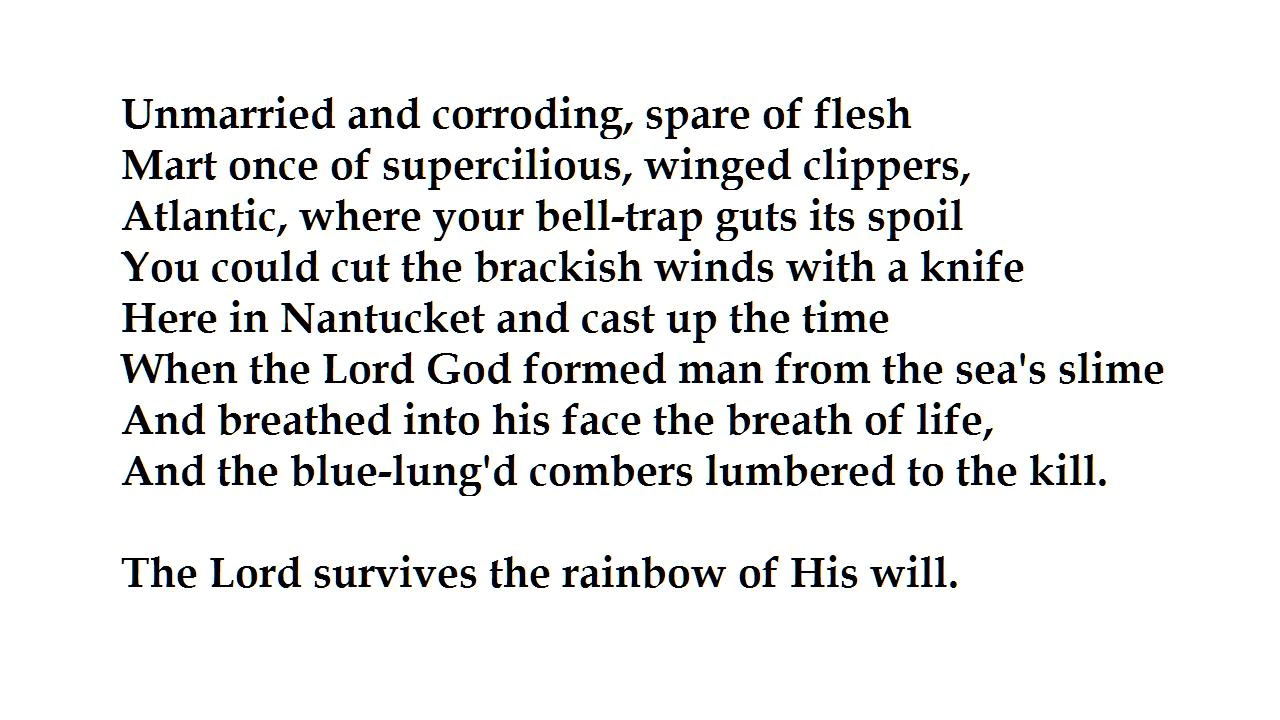 Unmarried and corroding, spare of flesh
Mart once of supercilious, winged clippers,
Atlantic, where your bell-trap guts its spoil
You could cut the brackish winds with a knife
Here in Nantucket and cast up the time
When the Lord God formed man from the sea's slime
And breathed into his face the breath of life,
And the blue-lung'd combers lumbered to the kill.
The Lord survives the rainbow of His will.